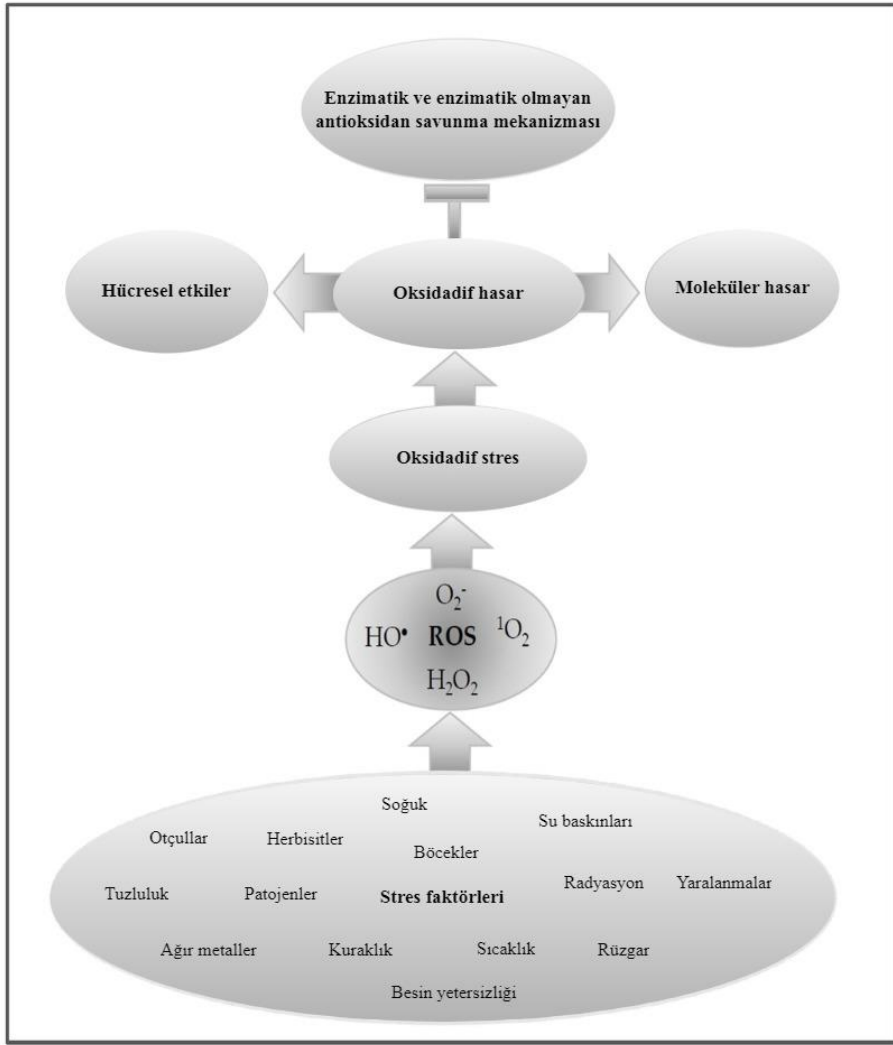 Enzimatik ve enzimatik olmayan
antioksidan savunma mekanizması
Hücresel etkiler
Oksidadif hasar
Moleküler hasar
Oksidadif stres
O₂⁻
HO• ROS ¹O₂
H₂O₂
Soğuk
Su baskınları
Otçullar
Herbisitler
Böcekler
Tuzluluk
Patojenler
Stres faktörleri
Radyasyon
Yaralanmalar
Ağır metaller
Kuraklık
Sıcaklık
Rüzgar
Besin yetersizliği